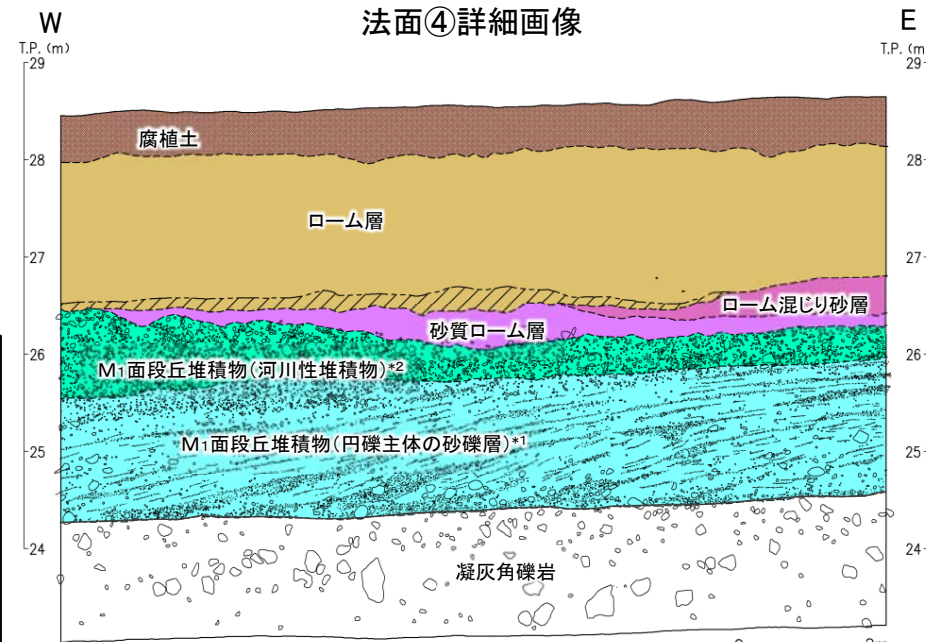 法面④詳細画像
W
E
T.P. (m)
T.P. (m
29
29
腐植土
28
28
ローム層
27
27
ローム混じり砂層
砂質ローム層
26
26
M1面段丘堆積物(河川性堆積物)*2
M1面段丘堆積物(円礫主体の砂礫層)*1
25
25
24
24
凝灰角礫岩